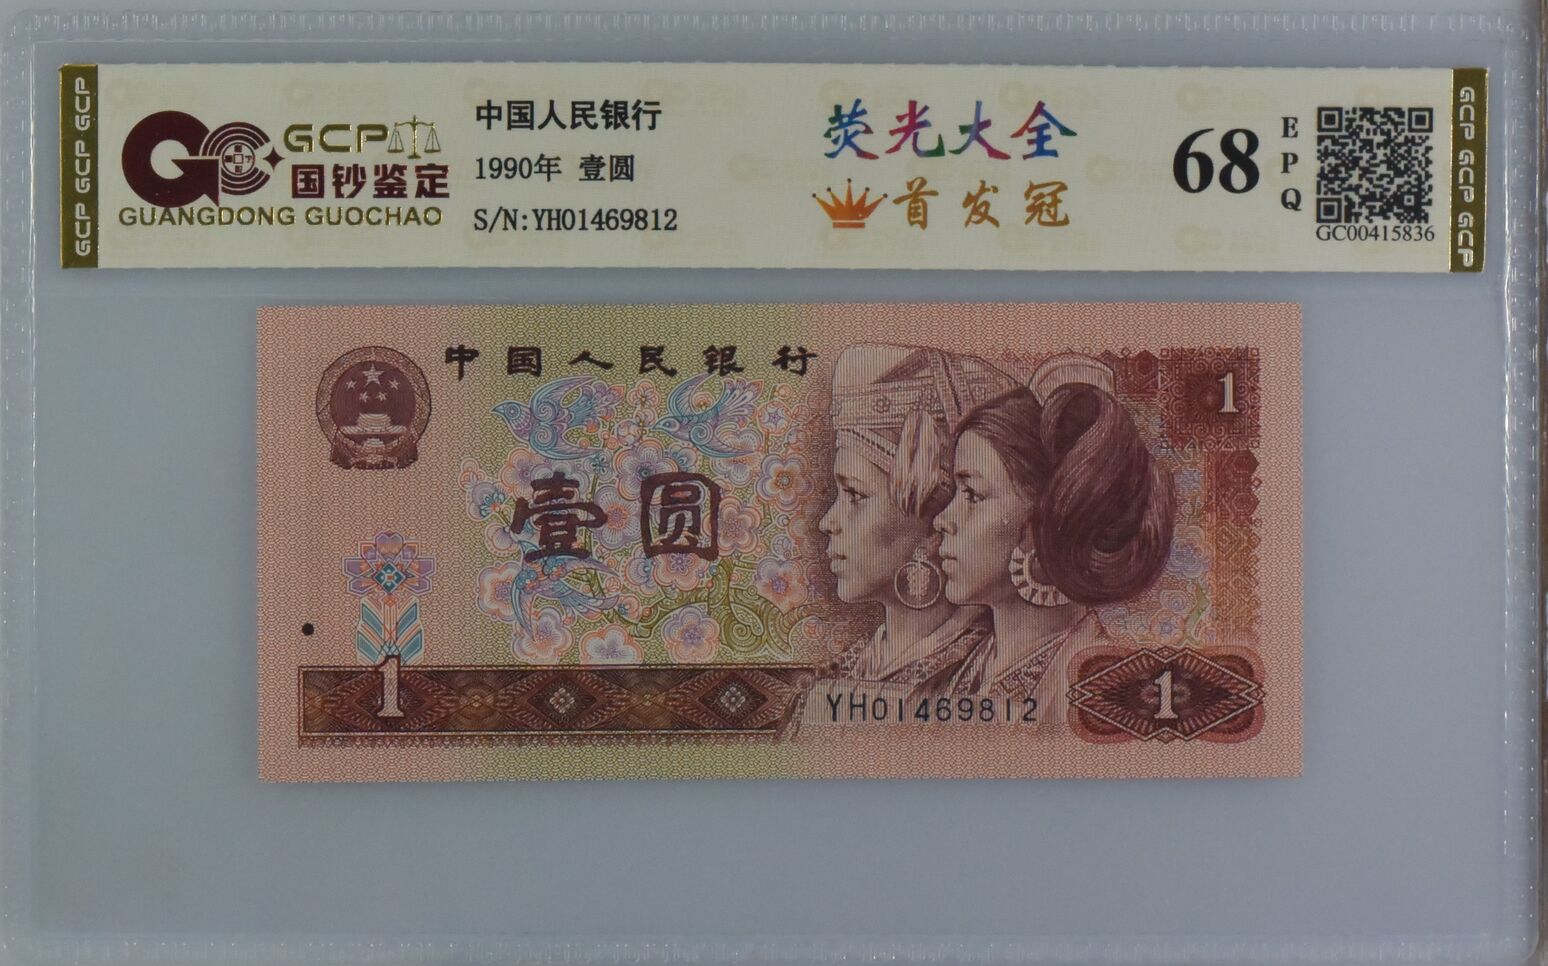 GCP GCP GCP
GCP
国钞鉴定
GUANGDONG GUOCHAO
中国人民银行
1990年 壹圆
S/N:YH01469812
荧光大全
首发冠
68
EPQ
GC00415836
GCP GCP GCP
中国人民银行
1
壹圆
1
YH01469812
1